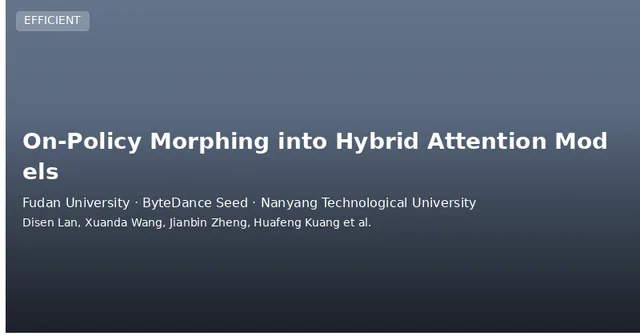 EFFICIENT
On-Policy Morphing into Hybrid Attention Mod
els
Fudan University · ByteDance Seed · Nanyang Technological University
Disen Lan, Xuanda Wang, Jianbin Zheng, Huafeng Kuang et al.